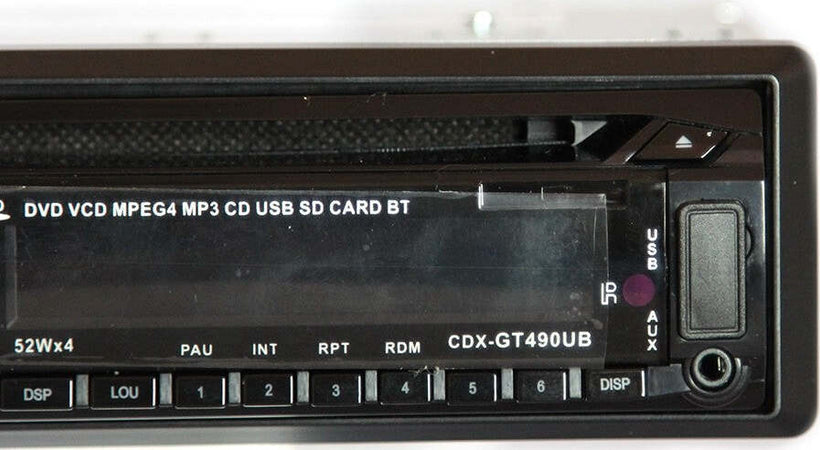 DVD VCD MPEG4 MP3 CD USB SD CARD BT
USB
AUX
52Wx4
PAU INT RPT RDM CDX-GT490UB
DSP LOU 1 2 3 4 5 6 DISP